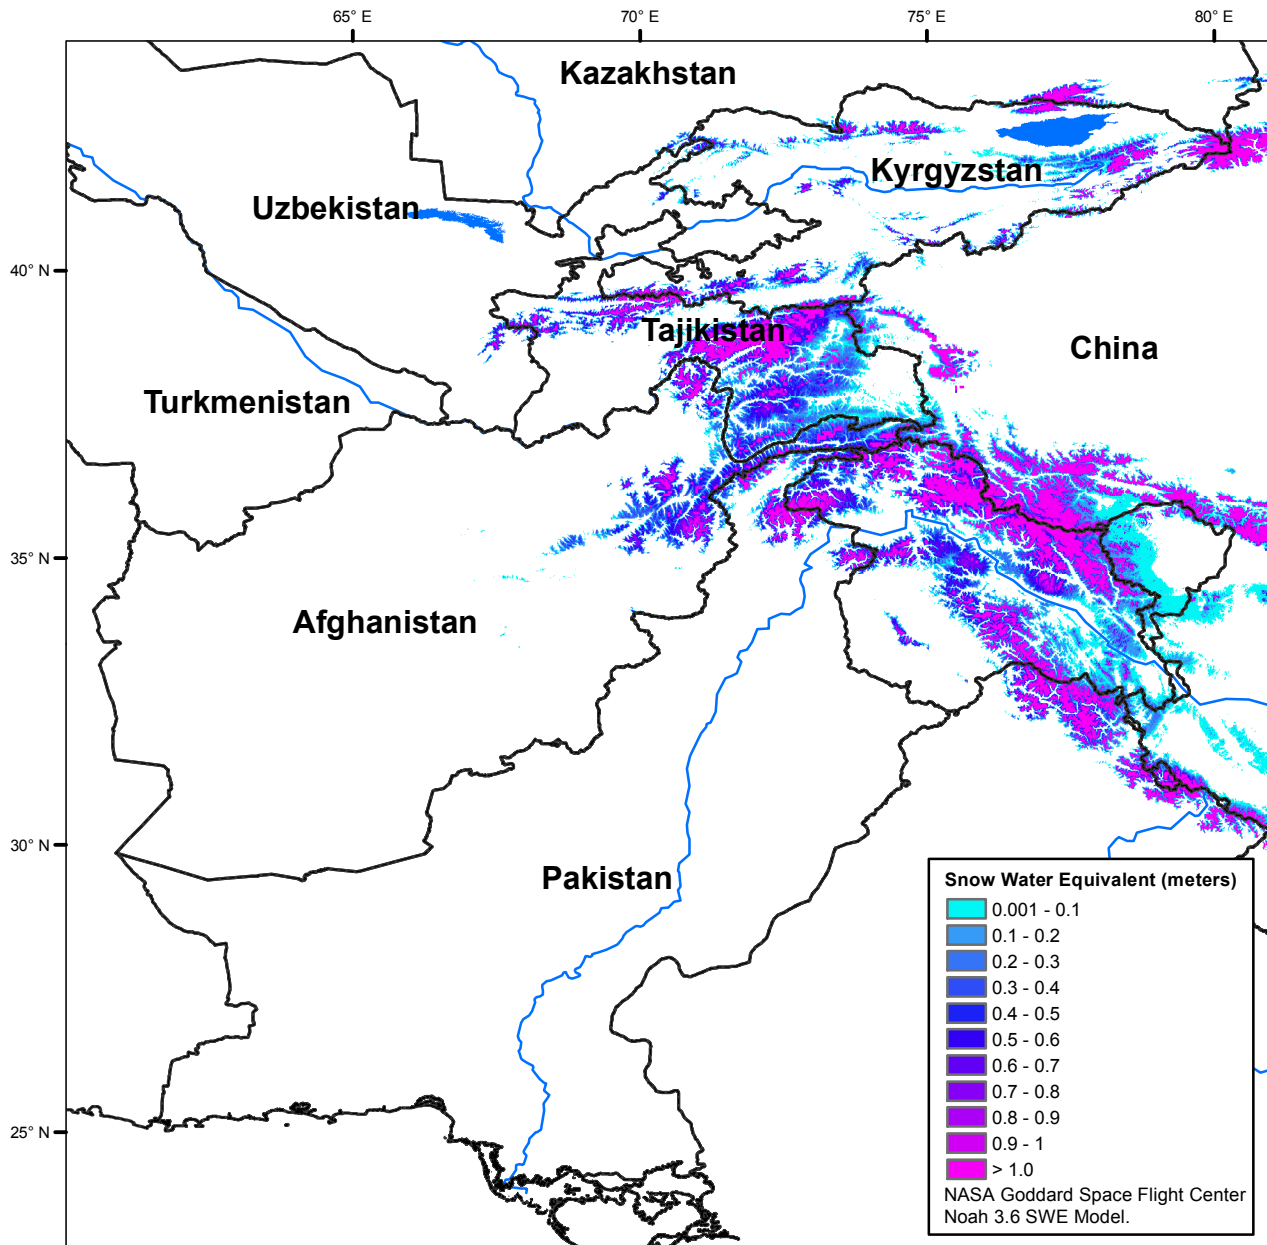 65° E
70° E
75° E
80° E
Kazakhstan
Kyrgyzstan
Uzbekistan
40° N
Tajikistan
China
Turkmenistan
35° N
Afghanistan
30° N
Pakistan
25° N
Snow Water Equivalent (meters)
0.001 - 0.1
0.1 - 0.2
0.2 - 0.3
0.3 - 0.4
0.4 - 0.5
0.5 - 0.6
0.6 - 0.7
0.7 - 0.8
0.8 - 0.9
0.9 - 1
> 1.0
NASA Goddard Space Flight Center
Noah 3.6 SWE Model.